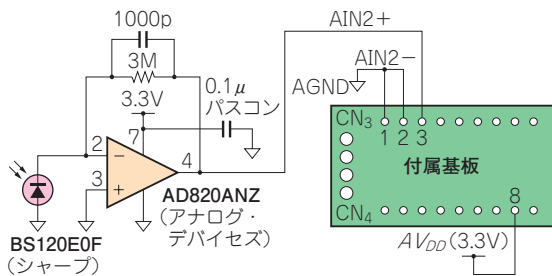 1000p
3M
3.3V
0.1μ
パスコン
7
2
3
4
AD820ANZ
(アナログ・
デバイセズ)
BS120E0F
(シャープ)
AIN2+
AIN2−
AGND
CN3
1 2 3
付属基板
CN4
8
AVDD(3.3V)